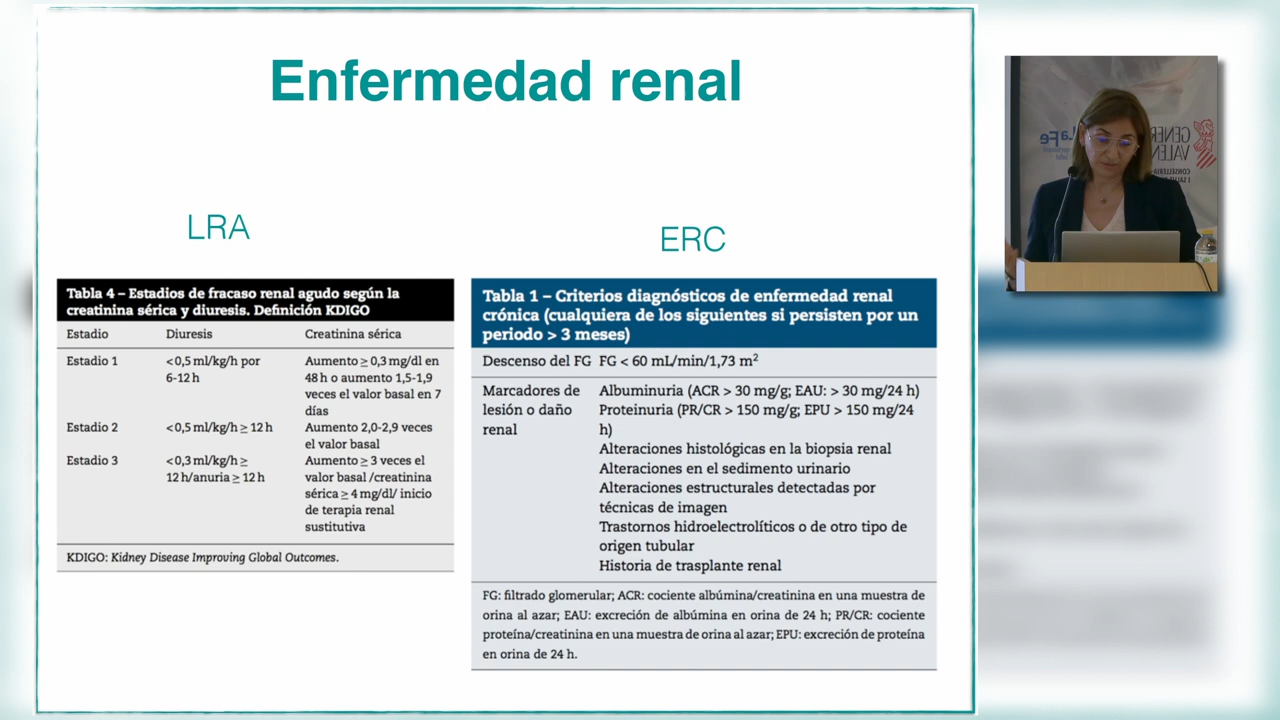 Enfermedad renal
LRA
Tabla 4 – Estadios de fracaso renal agudo según la
creatinina sérica y diuresis. Definición KDIGO
Estadio Diuresis Creatinina sérica
Estadio 1 <0,5 ml/kg/h por Aumento ≥ 0,3 mg/dl en
6-12 h 48 h o aumento 1,5-1,9
veces el valor basal en 7
días
Estadio 2 <0,5 ml/kg/h ≥ 12 h Aumento 2,0-2,9 veces
el valor basal
Estadio 3 <0,3 ml/kg/h ≥ Aumento ≥ 3 veces el
12 h/anuria ≥ 12 h valor basal /creatinina
sérica ≥ 4 mg/dl/ inicio
de terapia renal
sustitutiva
KDIGO: Kidney Disease Improving Global Outcomes.
ERC
Tabla 1 – Criterios diagnósticos de enfermedad renal
crónica (cualquiera de los siguientes si persisten por un
periodo > 3 meses)
Descenso del FG FG < 60 mL/min/1,73 m²
Marcadores de Albuminuria (ACR > 30 mg/g; EAU: > 30 mg/24 h)
lesión o daño Proteinuria (PR/CR > 150 mg/g; EPU > 150 mg/24
renal h)
Alteraciones histológicas en la biopsia renal
Alteraciones en el sedimento urinario
Alteraciones estructurales detectadas por
técnicas de imagen
Trastornos hidroelectrolíticos o de otro tipo de
origen tubular
Historia de trasplante renal
FG: filtrado glomerular; ACR: cociente albúmina/creatinina en una muestra de
orina al azar; EAU: excreción de albúmina en orina de 24 h; PR/CR: cociente
proteína/creatinina en una muestra de orina al azar; EPU: excreción de proteína
en orina de 24 h.
La Fe
GENER
VALEN
CONSELLERIA
I SALUT